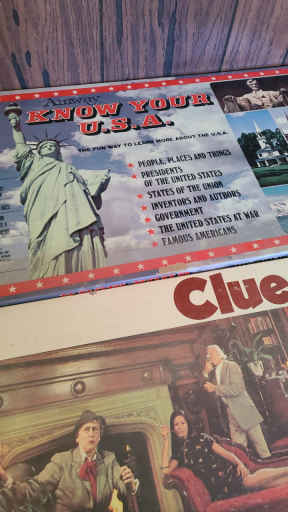 Amway
KNOW YOUR
U.S.A.
THE FUN WAY TO LEARN MORE ABOUT THE U.S.A.
★ PEOPLE, PLACES AND THINGS
★ PRESIDENTS
OF THE UNITED STATES
★ STATES OF THE UNION
★ INVENTORS AND AUTHORS
★ GOVERNMENT
★ THE UNITED STATES AT WAR
★ FAMOUS AMERICANS
Clue